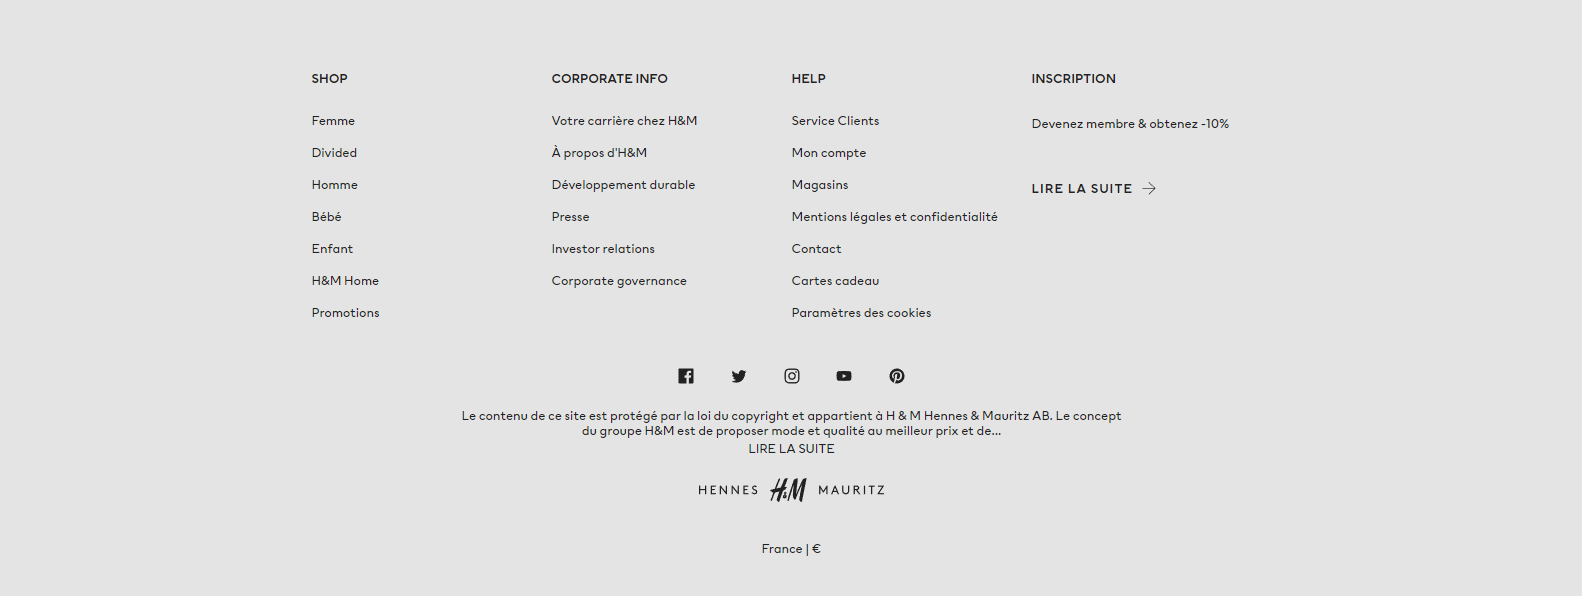 SHOP
Femme
Divided
Homme
Bébé
Enfant
H&M Home
Promotions
CORPORATE INFO
Votre carrière chez H&M
À propos d'H&M
Développement durable
Presse
Investor relations
Corporate governance
HELP
Service Clients
Mon compte
Magasins
Mentions légales et confidentialité
Contact
Cartes cadeau
Paramètres des cookies
INSCRIPTION
Devenez membre & obtenez -10%
LIRE LA SUITE
Le contenu de ce site est protégé par la loi du copyright et appartient à H & M Hennes & Mauritz AB. Le concept
du groupe H&M est de proposer mode et qualité au meilleur prix et de...
LIRE LA SUITE
HENNES H&M MAURITZ
France | €